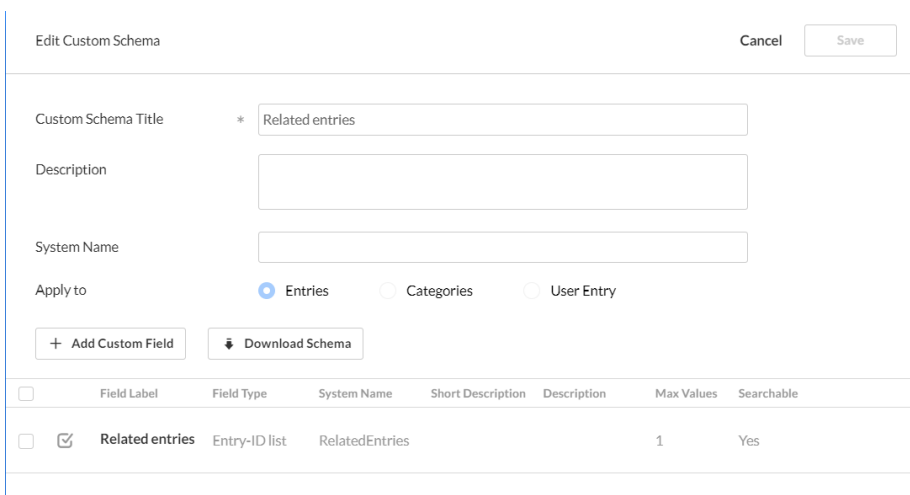 Edit Custom Schema
Cancel
Save
Custom Schema Title
*
Related entries
Description
System Name
Apply to
Entries
Categories
User Entry
+ Add Custom Field
Download Schema
Field Label Field Type System Name Short Description Description Max Values Searchable
Related entries Entry-ID list RelatedEntries 1 Yes